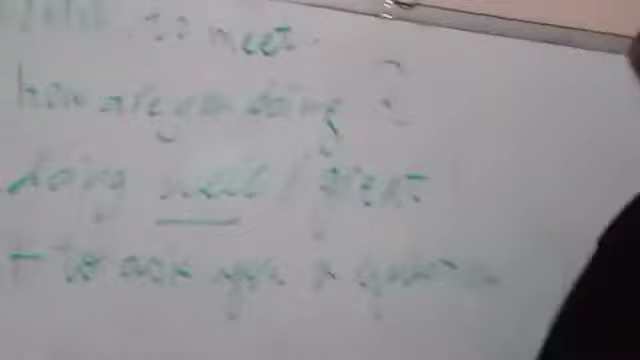 to meet
how are you doing ?
doing well / great
to ask you a question